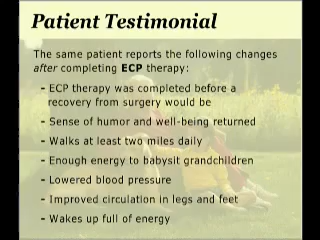 Patient Testimonial
The same patient reports the following changes
after completing ECP therapy:
- ECP therapy was completed before a
recovery from surgery would be
- Sense of humor and well-being returned
- Walks at least two miles daily
- Enough energy to babysit grandchildren
- Lowered blood pressure
- Improved circulation in legs and feet
- Wakes up full of energy